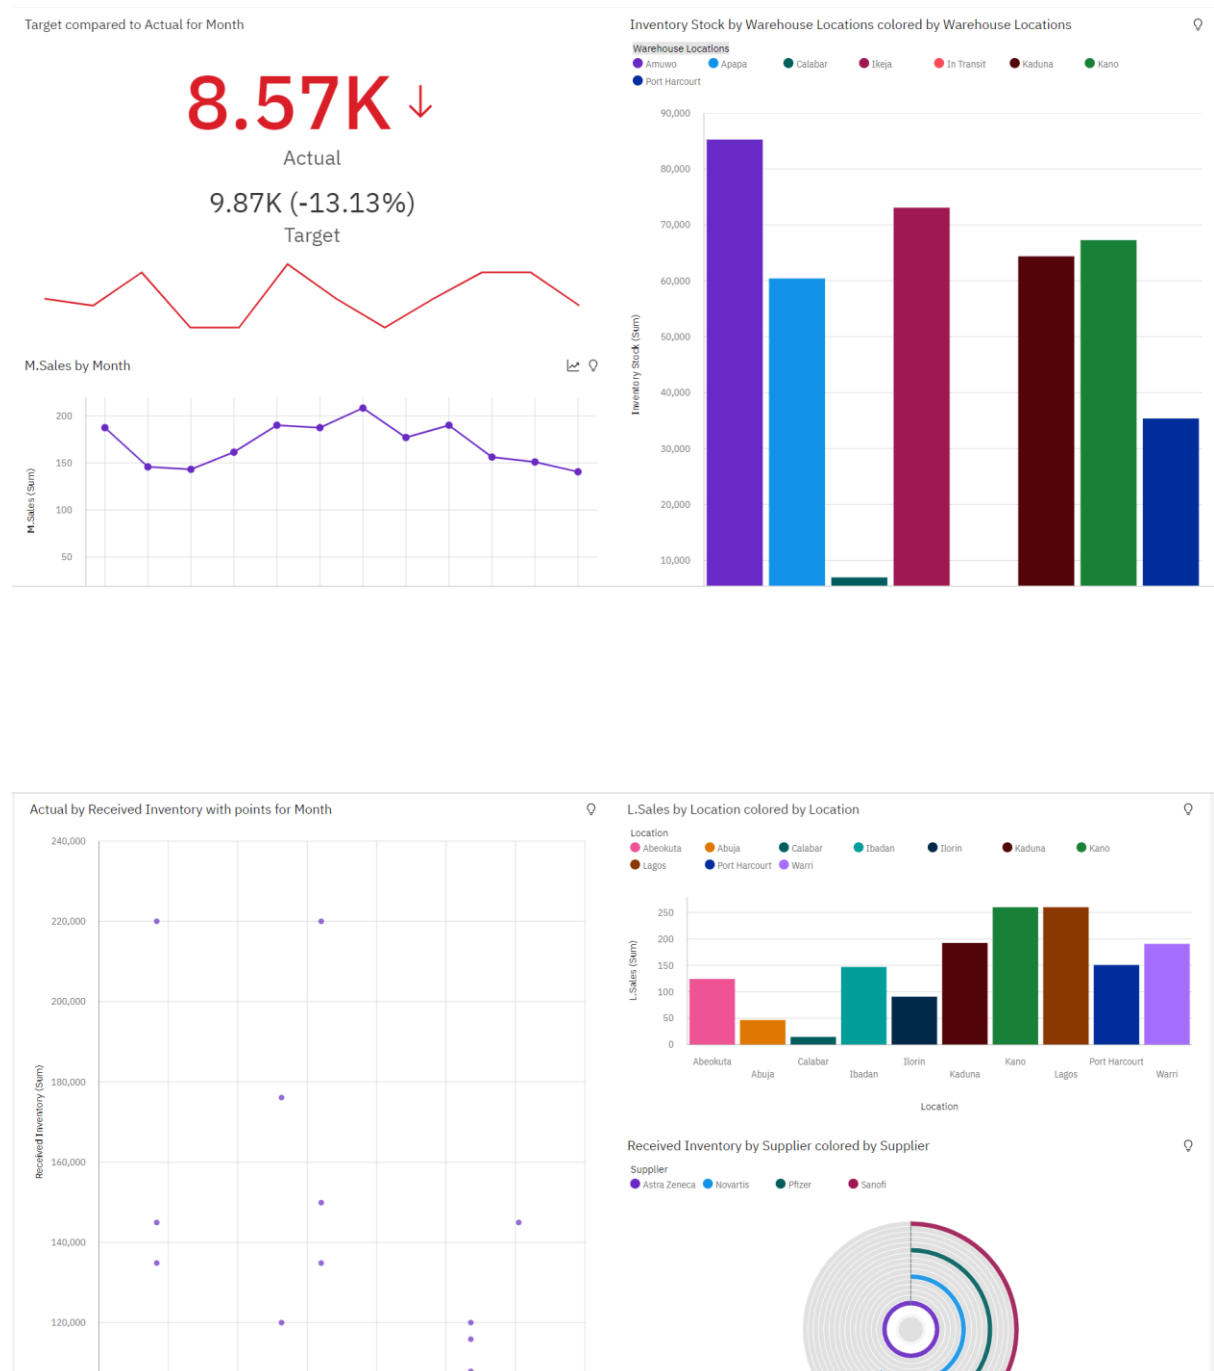 Target compared to Actual for Month
8.57K ↓
Actual
9.87K (-13.13%)
Target
M.Sales by Month
200
150
100
50
M.Sales (Sum)
Inventory Stock by Warehouse Locations colored by Warehouse Locations
Warehouse Locations
Amuwo Apapa Calabar Ikeja In Transit Kaduna Kano
Port Harcourt
90,000
80,000
70,000
60,000
50,000
40,000
30,000
20,000
10,000
Inventory Stock (Sum)
Actual by Received Inventory with points for Month
240,000
220,000
200,000
180,000
160,000
140,000
120,000
Received Inventory (Sum)
L.Sales by Location colored by Location
Location
Abeokuta Abuja Calabar Ibadan Ilorin Kaduna Kano
Lagos Port Harcourt Warri
250
200
150
100
50
0
L.Sales (Sum)
Abeokuta Calabar Ilorin Kano Port Harcourt
Abuja Ibadan Kaduna Lagos Warri
Location
Received Inventory by Supplier colored by Supplier
Supplier
Astra Zeneca Novartis Pfizer Sanofi